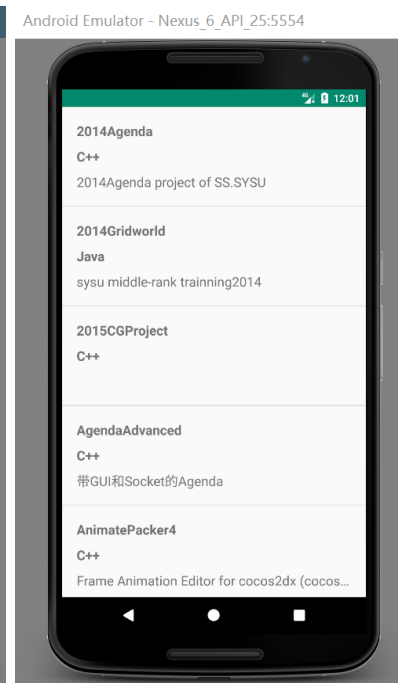 Android Emulator - Nexus_6_API_25:5554
4G 12:01
2014Agenda
C++
2014Agenda project of SS.SYSU
2014Gridworld
Java
sysu middle-rank trainning2014
2015CGProject
C++
AgendaAdvanced
C++
带GUI和Socket的Agenda
AnimatePacker4
C++
Frame Animation Editor for cocos2dx (cocos...